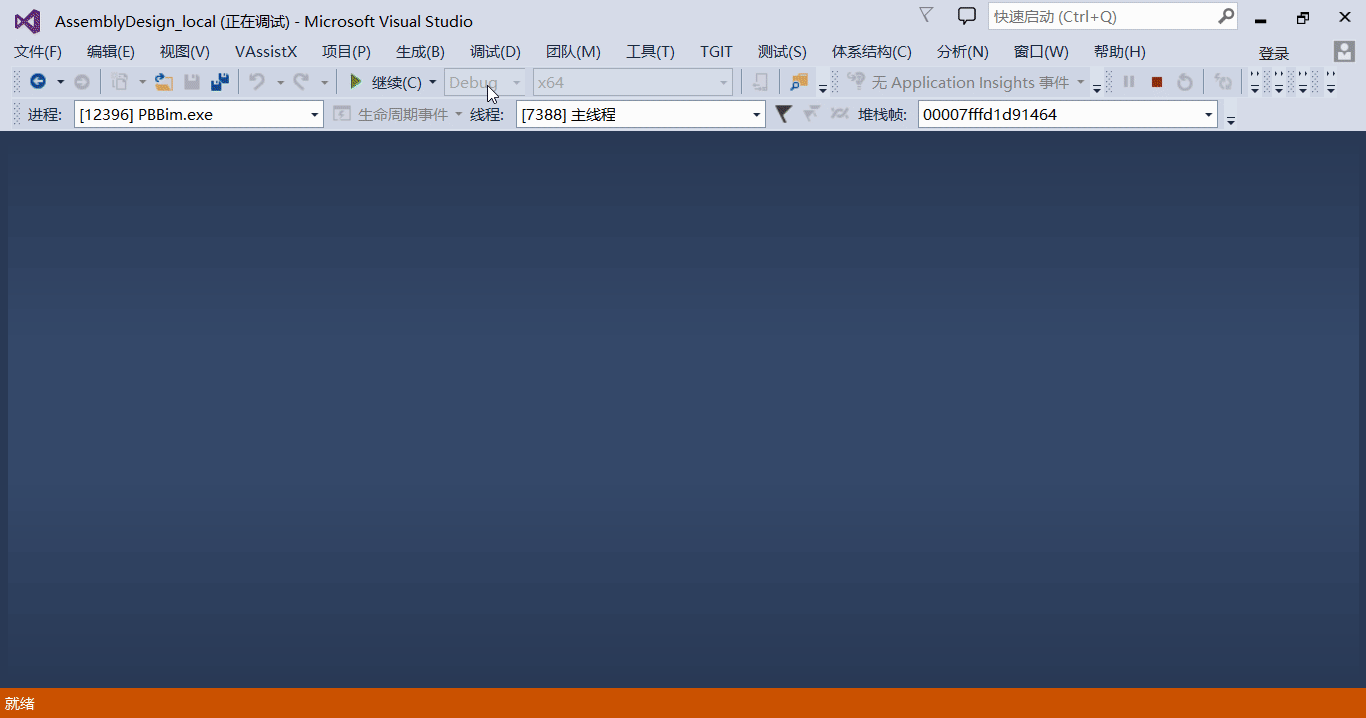 AssemblyDesign_local (正在调试) - Microsoft Visual Studio
快速启动 (Ctrl+Q)
文件(F) 编辑(E) 视图(V) VAssistX 项目(P) 生成(B) 调试(D) 团队(M) 工具(T) TGIT 测试(S) 体系结构(C) 分析(N) 窗口(W) 帮助(H) 登录
继续(C) Debug x64 无 Application Insights 事件
进程: [12396] PBBim.exe 生命周期事件 线程: [7388] 主线程 堆栈帧: 00007fffd1d91464
就绪